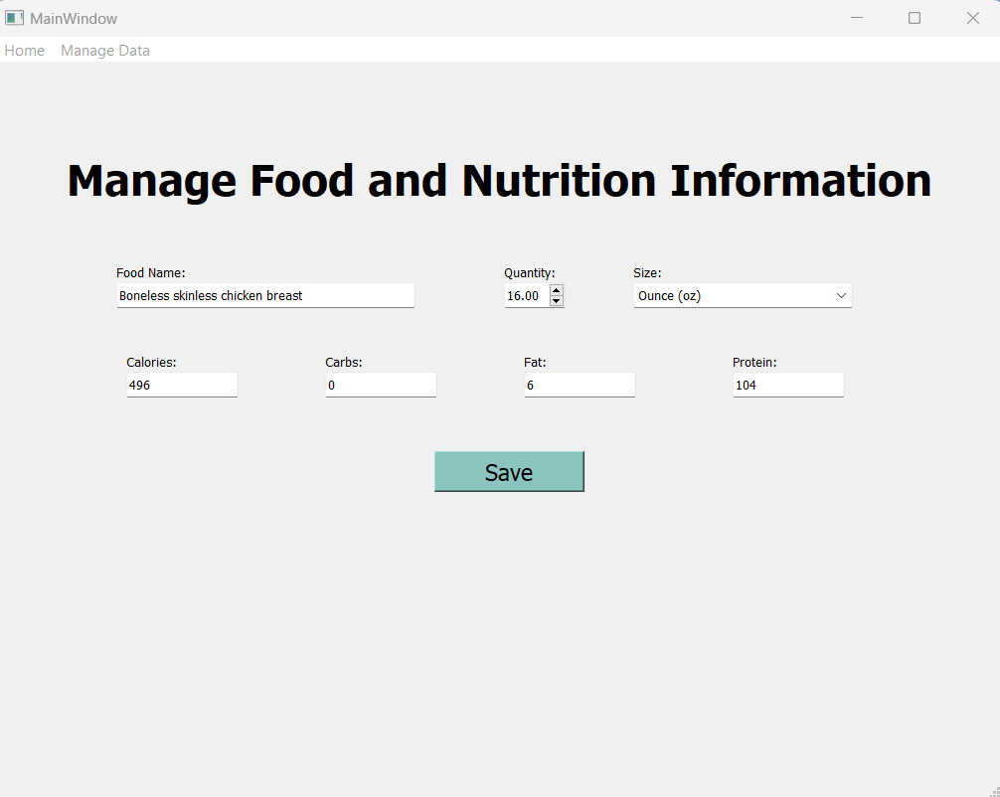 MainWindow
Home Manage Data
Manage Food and Nutrition Information
Food Name: Quantity: Size:
Boneless skinless chicken breast 16.00 Ounce (oz)
Calories: Carbs: Fat: Protein:
496 0 6 104
Save